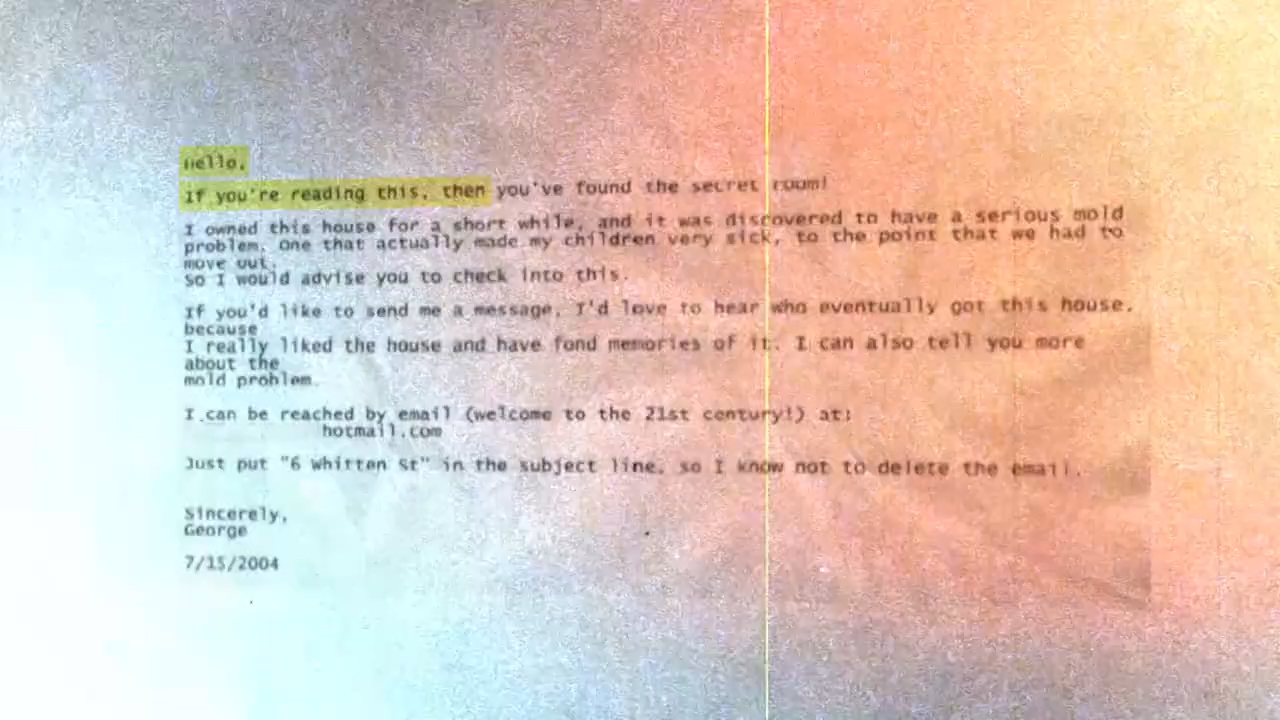 Hello,
If you're reading this, then you've found the secret room!
I owned this house for a short while, and it was discovered to have a serious mold
problem, one that actually made my children very sick, to the point that we had to
move out.
So I would advise you to check into this.
If you'd like to send me a message, I'd love to hear who eventually got this house,
because
I really liked the house and have fond memories of it. I can also tell you more
about the
mold problem.
I can be reached by email (welcome to the 21st century!) at:
hotmail.com
Just put "6 Whitten St" in the subject line, so I know not to delete the email.
Sincerely,
George
7/15/2004